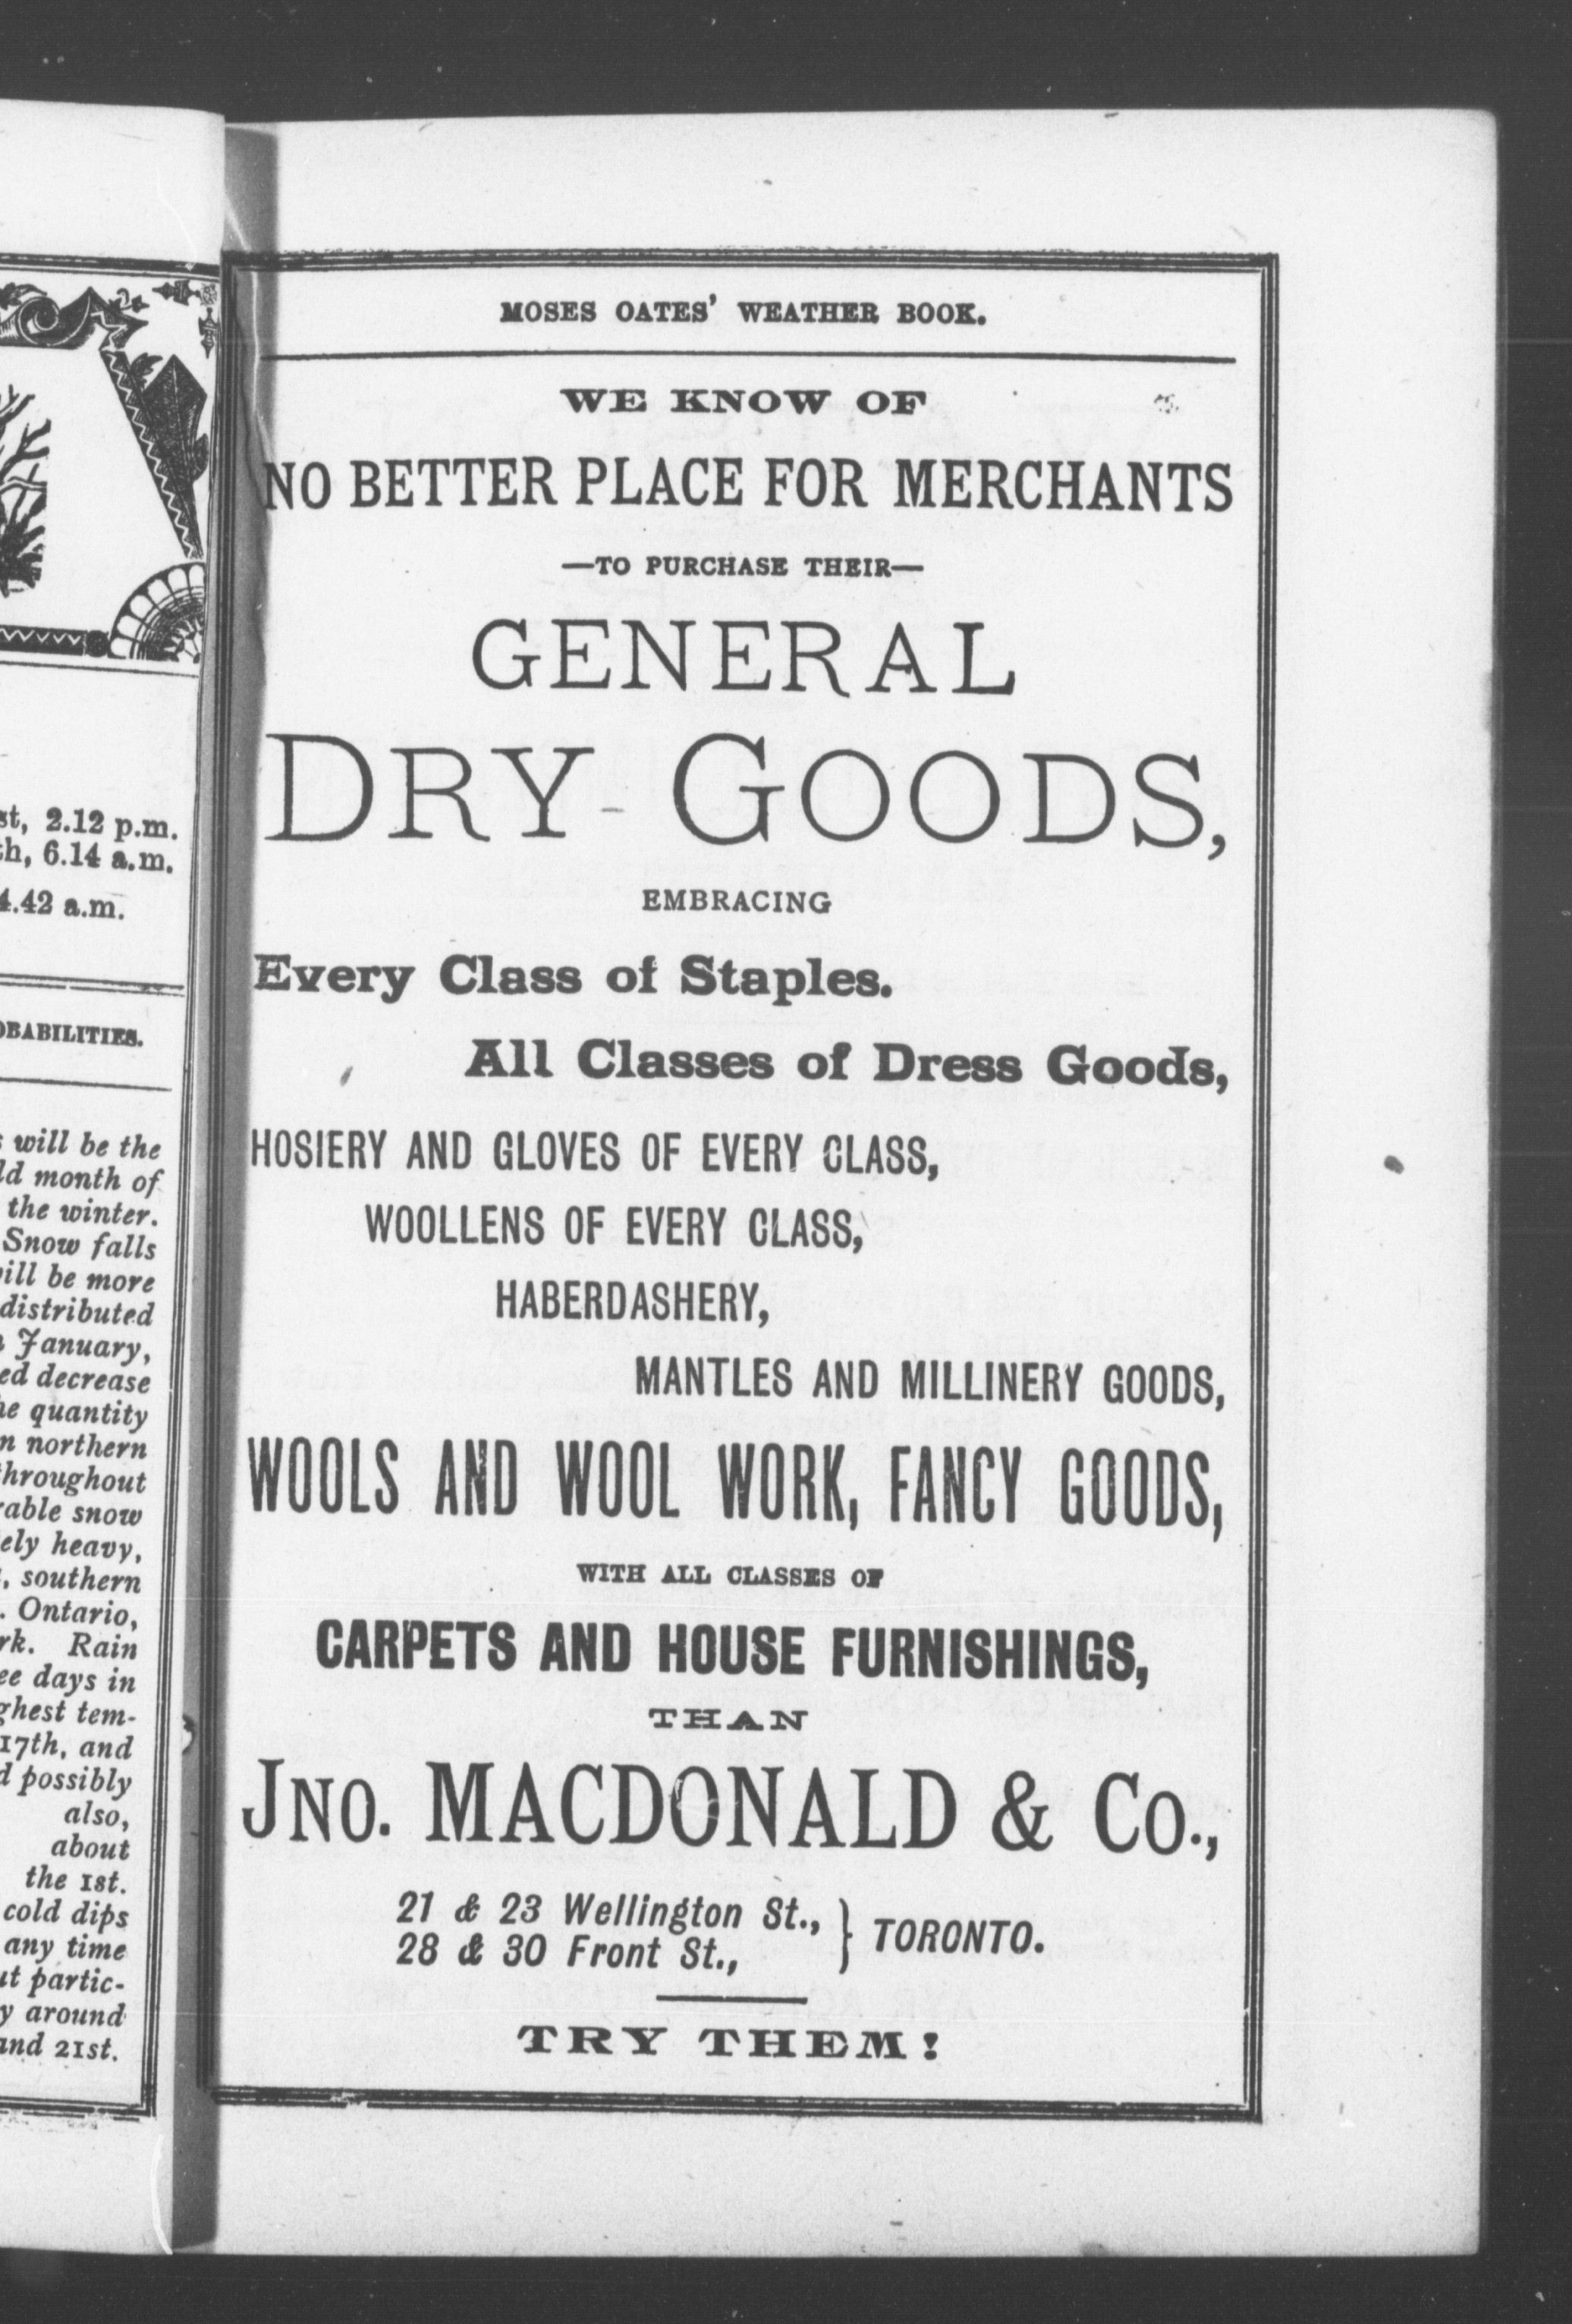 st, 2.12 p.m.
th, 6.14 a.m.
4.42 a.m.
OBABILITIES.
will be the
ld month of
the winter.
Snow falls
will be more
distributed
January,
ed decrease
he quantity
n northern
throughout
rable snow
ely heavy,
southern
. Ontario,
rk. Rain
ee days in
ghest tem-
17th, and
d possibly
also,
about
the 1st.
cold dips
any time
ut partic-
y around
and 21st.
MOSES OATES' WEATHER BOOK.
WE KNOW OF
NO BETTER PLACE FOR MERCHANTS
—TO PURCHASE THEIR—
GENERAL
DRY-GOODS,
EMBRACING
Every Class of Staples.
All Classes of Dress Goods,
HOSIERY AND GLOVES OF EVERY CLASS,
WOOLLENS OF EVERY CLASS,
HABERDASHERY,
MANTLES AND MILLINERY GOODS,
WOOLS AND WOOL WORK, FANCY GOODS,
WITH ALL CLASSES OF
CARPETS AND HOUSE FURNISHINGS,
THAN
JNO. MACDONALD & CO.,
21 & 23 Wellington St., } TORONTO.
28 & 30 Front St.,
TRY THEM!